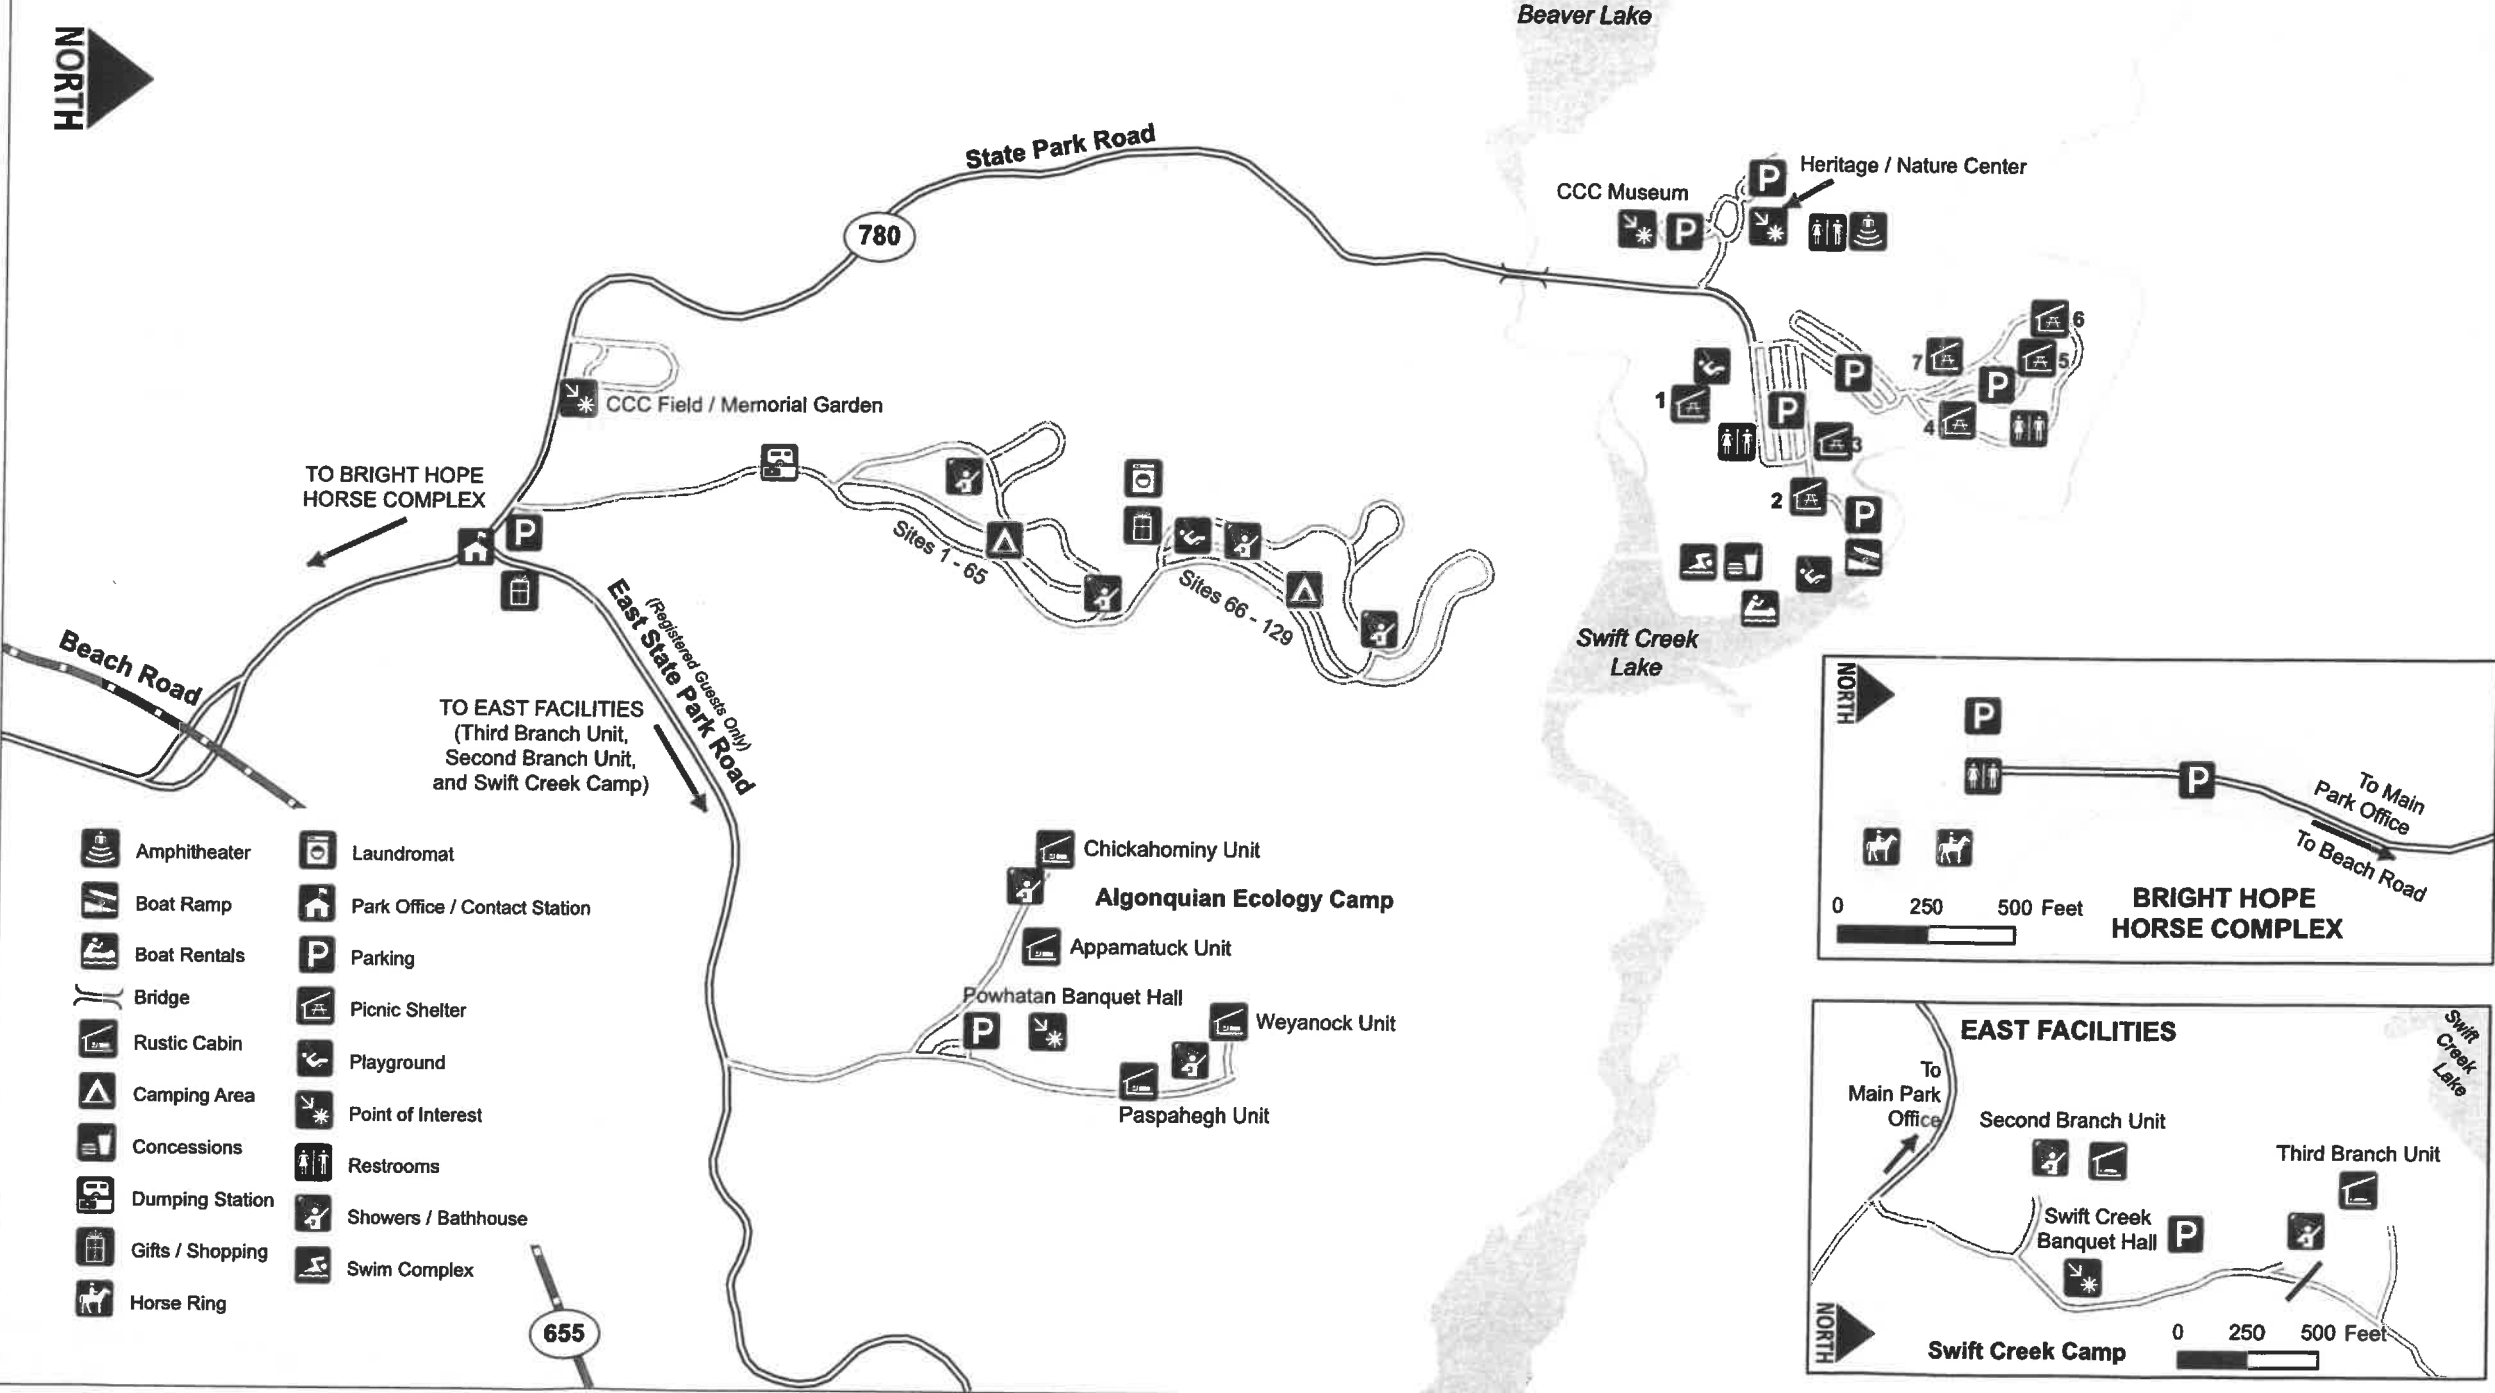 NORTH
Beaver Lake
State Park Road
780
CCC Museum
P
Heritage / Nature Center
P
CCC Field / Memorial Garden
TO BRIGHT HOPE
HORSE COMPLEX
P
Beach Road
(Registered Guests Only)
East State Park Road
TO EAST FACILITIES
(Third Branch Unit,
Second Branch Unit,
and Swift Creek Camp)
Sites 1 - 65
Sites 66 - 129
1
2
3
4
5
6
7
P
P
P
P
Swift Creek
Lake
Chickahominy Unit
Algonquian Ecology Camp
Appamatuck Unit
Powhatan Banquet Hall
P
Weyanock Unit
Paspahegh Unit
Amphitheater
Boat Ramp
Boat Rentals
Bridge
Rustic Cabin
Camping Area
Concessions
Dumping Station
Gifts / Shopping
Horse Ring
Laundromat
Park Office / Contact Station
P Parking
Picnic Shelter
Playground
Point of Interest
Restrooms
Showers / Bathhouse
Swim Complex
655
NORTH
P
P
To Main
Park Office
To Beach Road
0 250 500 Feet
BRIGHT HOPE
HORSE COMPLEX
EAST FACILITIES
Swift
Creek
Lake
To
Main Park
Office
Second Branch Unit
Third Branch Unit
Swift Creek
Banquet Hall
P
NORTH
Swift Creek Camp
0 250 500 Feet